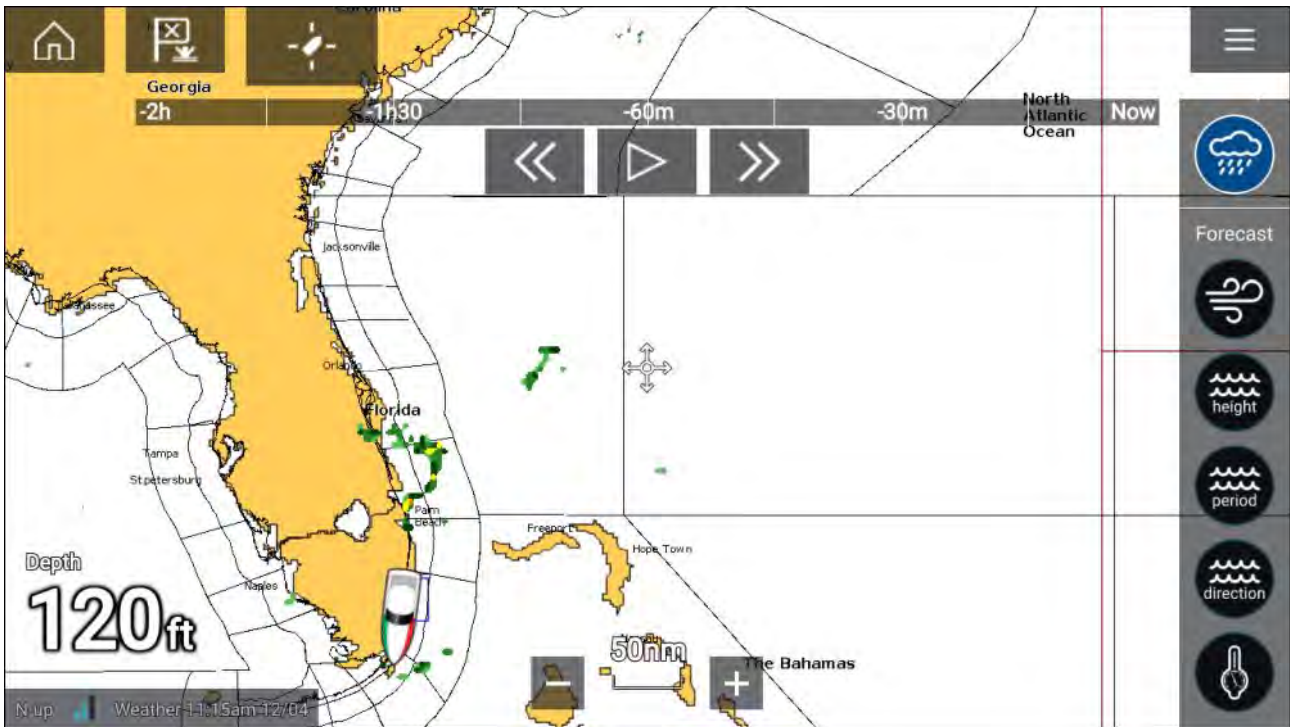 Carolina
Georgia
-2h
-1h30
-60m
-30m
Now
North
Atlantic
Ocean
Forecast
Jacksonville
Orlando
Florida
height
Tampa
St.petersburg
period
Palm
Beach
Freeport
Hope Town
Depth
120ft
Naples
direction
50nm
The Bahamas
N-up
Weather 11:15am 12/04